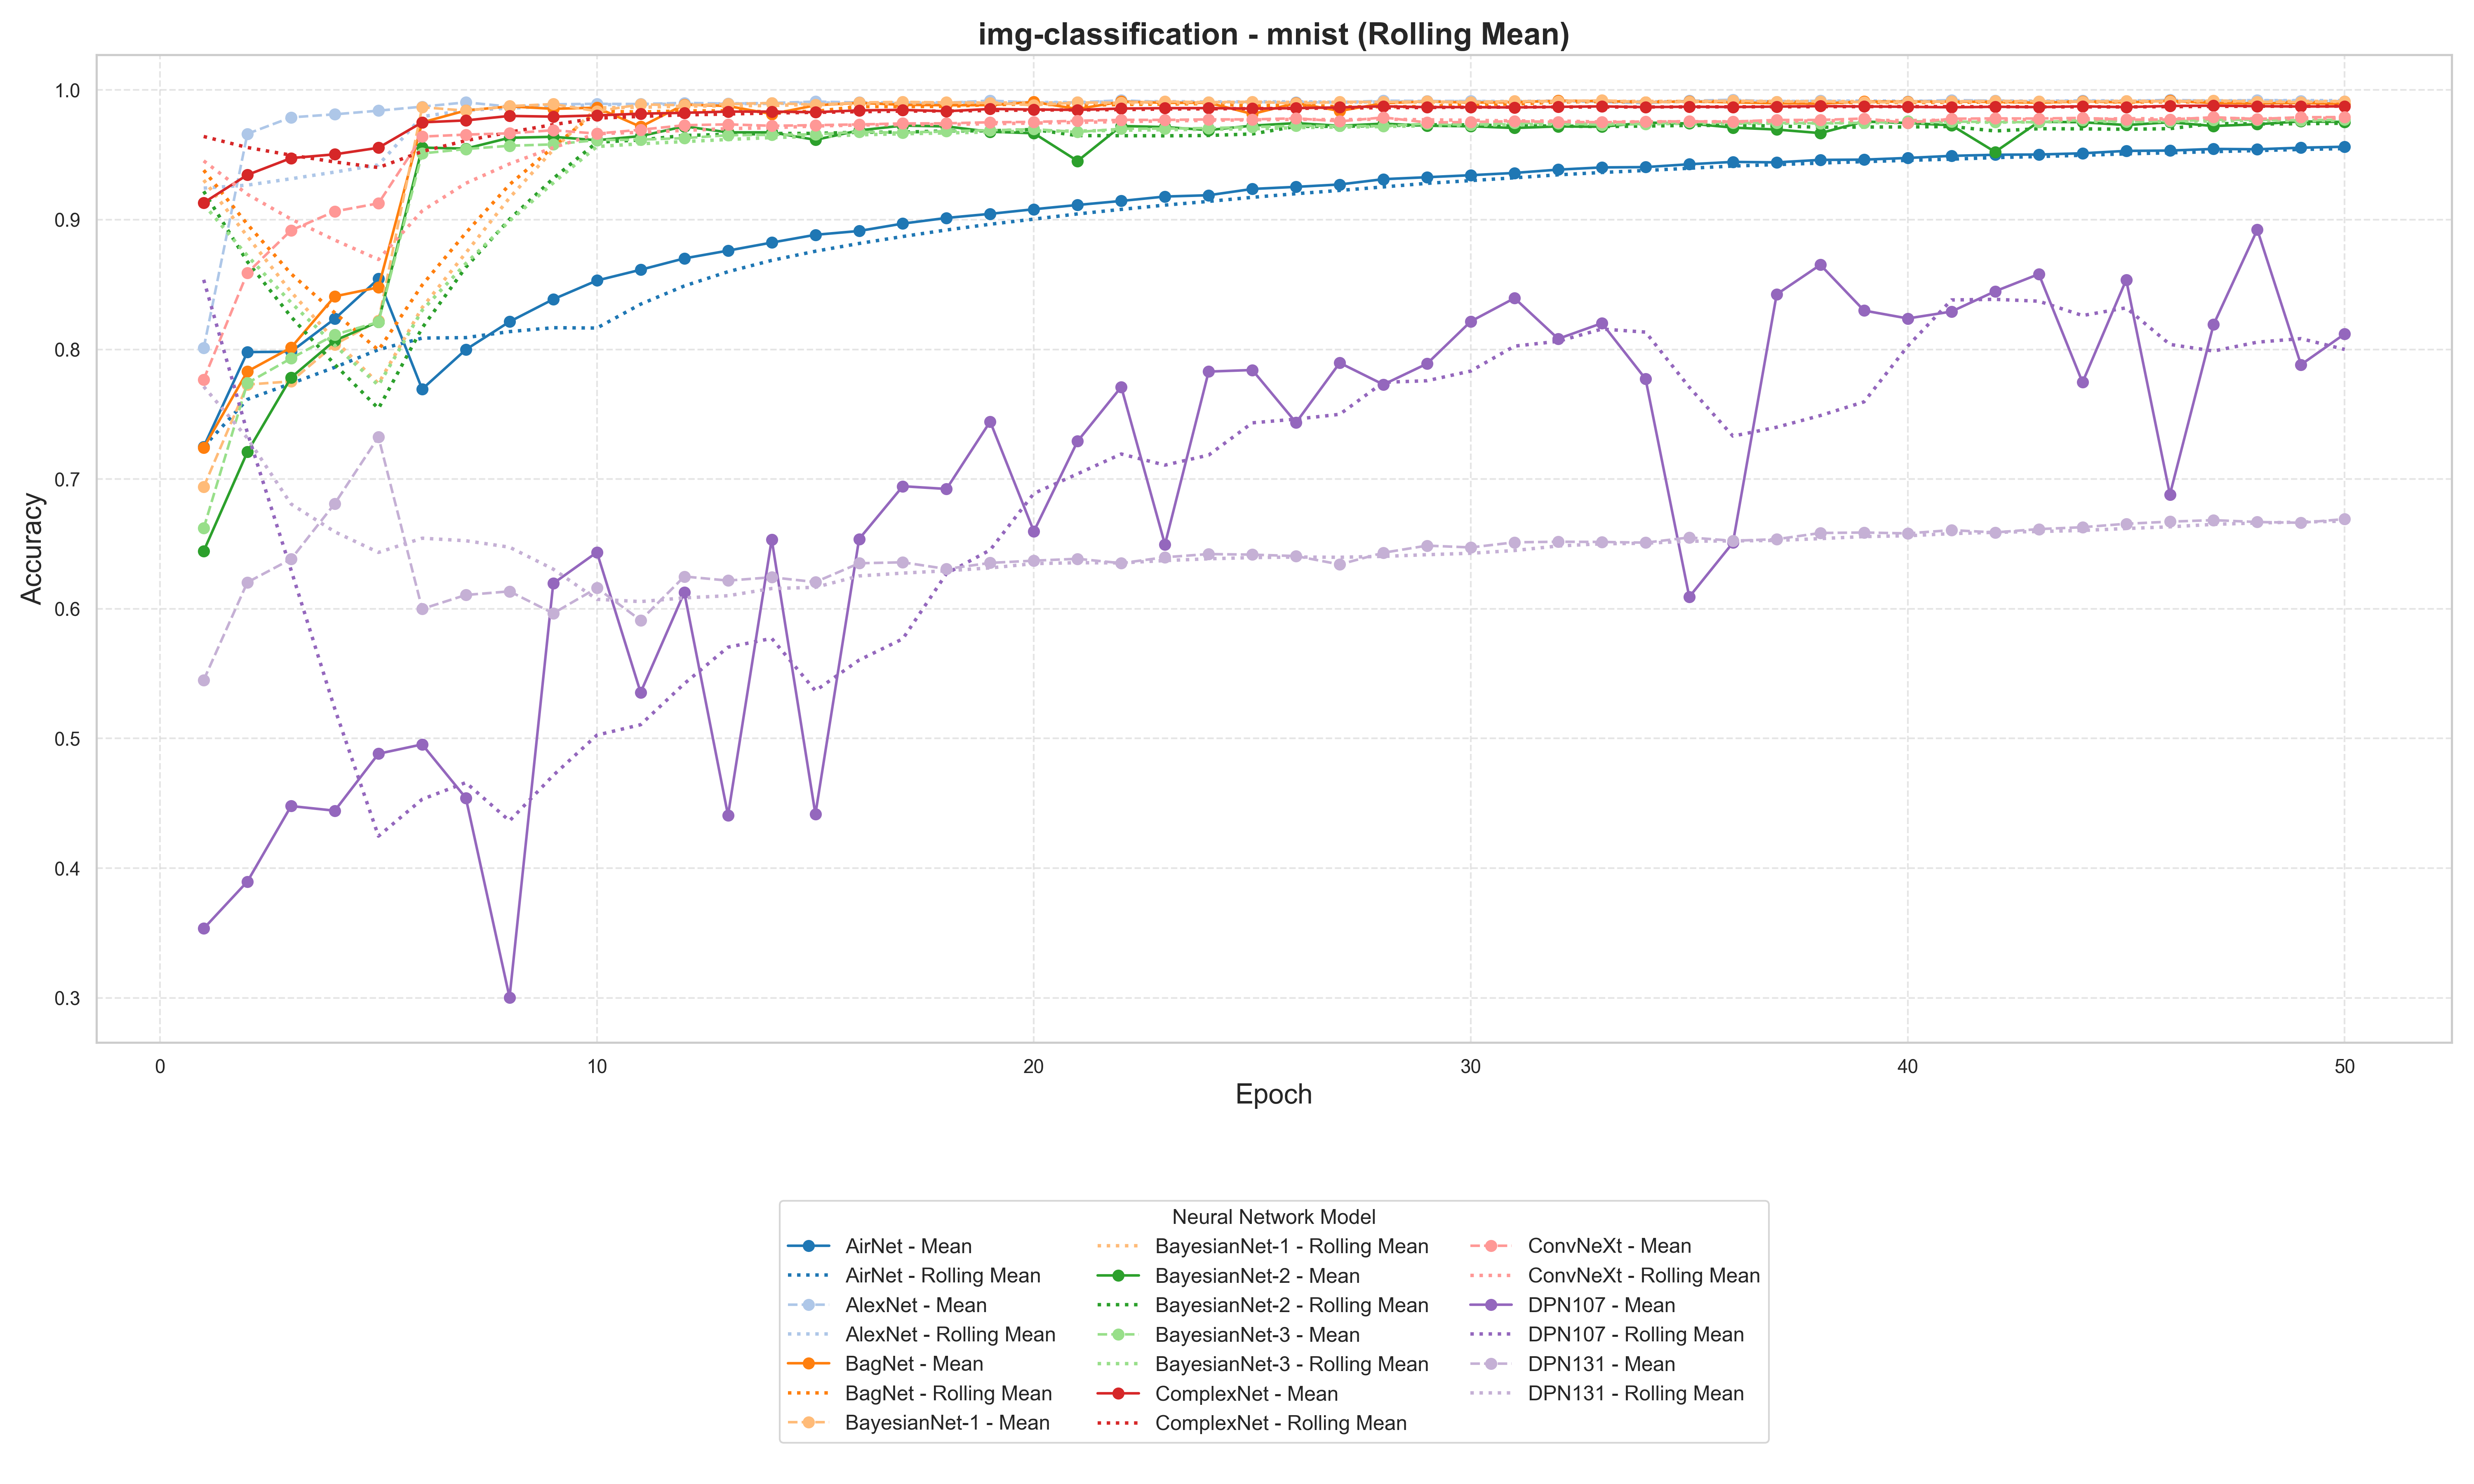 img-classification - mnist (Rolling Mean)
Accuracy
1.0
0.9
0.8
0.7
0.6
0.5
0.4
0.3
0 10 20 30 40 50
Epoch
Neural Network Model
AirNet - Mean
AirNet - Rolling Mean
AlexNet - Mean
AlexNet - Rolling Mean
BagNet - Mean
BagNet - Rolling Mean
BayesianNet-1 - Mean
BayesianNet-1 - Rolling Mean
BayesianNet-2 - Mean
BayesianNet-2 - Rolling Mean
BayesianNet-3 - Mean
BayesianNet-3 - Rolling Mean
ComplexNet - Mean
ComplexNet - Rolling Mean
ConvNeXt - Mean
ConvNeXt - Rolling Mean
DPN107 - Mean
DPN107 - Rolling Mean
DPN131 - Mean
DPN131 - Rolling Mean